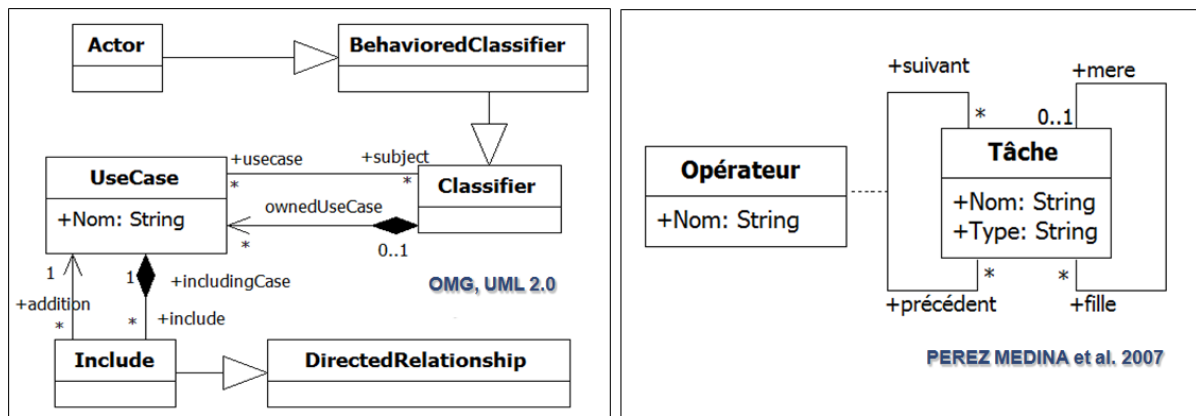 Actor
BehavioredClassifier
+usecase
+subject
UseCase
*
*
Classifier
+Nom: String
ownedUseCase
*
0..1
1
1
+includingCase
OMG, UML 2.0
+addition
*
*
+include
Include
DirectedRelationship
+suivant
+mere
*
0..1
Opérateur
Tâche
+Nom: String
+Nom: String
+Type: String
*
*
+précédent
+fille
PEREZ MEDINA et al. 2007